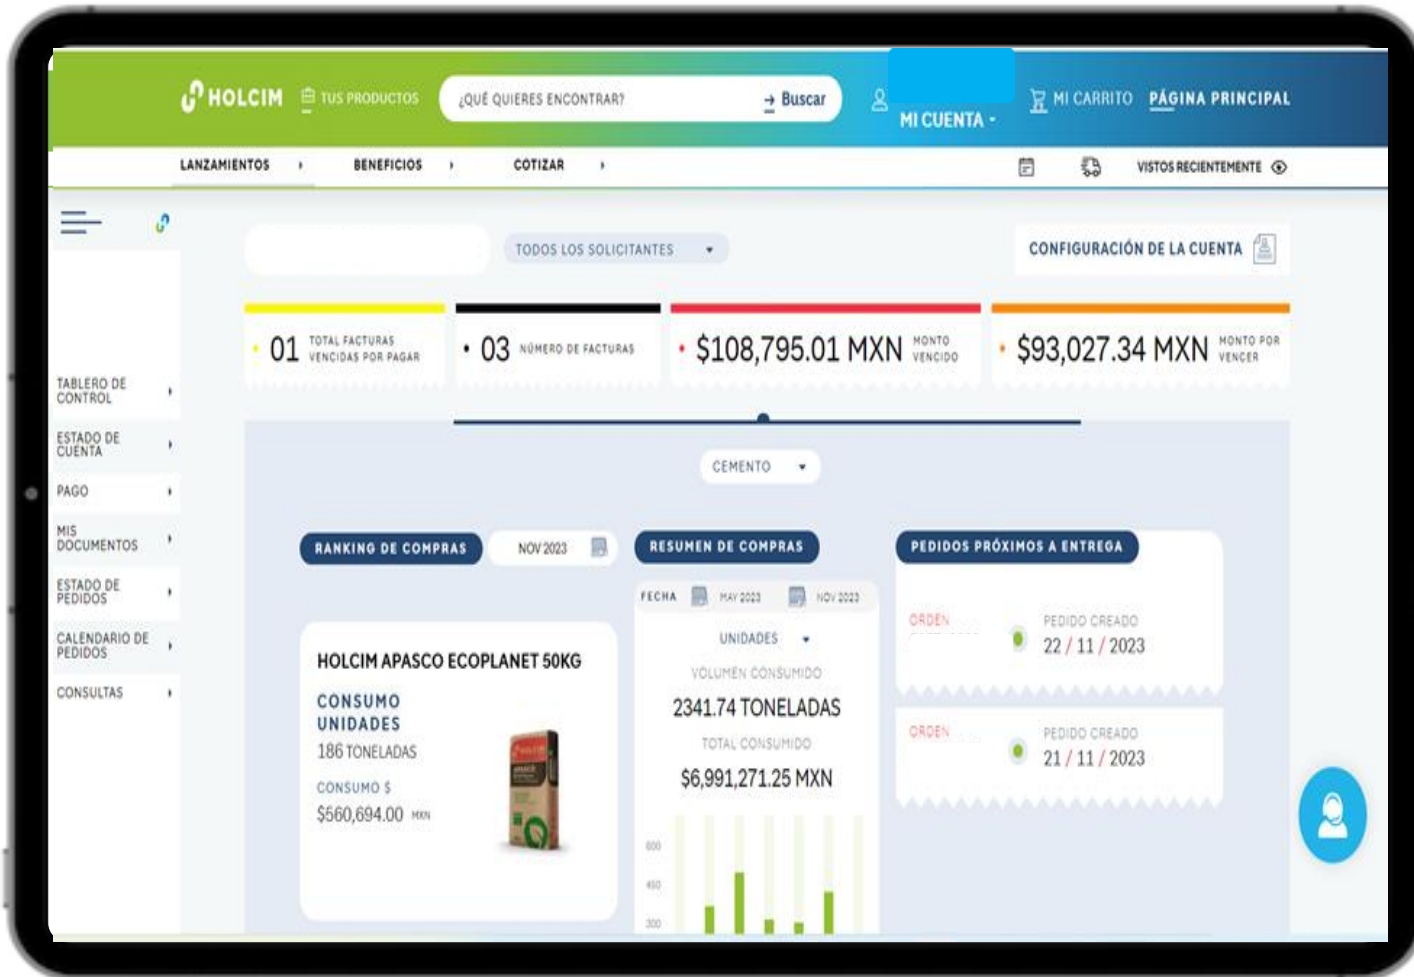 HOLCIM
TUS PRODUCTOS
¿QUÉ QUIERES ENCONTRAR?
Buscar
MI CUENTA
MI CARRITO
PÁGINA PRINCIPAL
LANZAMIENTOS
BENEFICIOS
COTIZAR
VISTOS RECIENTEMENTE
TODOS LOS SOLICITANTES
CONFIGURACIÓN DE LA CUENTA
01 TOTAL FACTURAS
VENCIDAS POR PAGAR
03 NÚMERO DE FACTURAS
$108,795.01 MXN MONTO
VENCIDO
$93,027.34 MXN MONTO POR
VENCER
TABLERO DE
CONTROL
ESTADO DE
CUENTA
PAGO
MIS
DOCUMENTOS
ESTADO DE
PEDIDOS
CALENDARIO DE
PEDIDOS
CONSULTAS
CEMENTO
RANKING DE COMPRAS
NOV 2023
HOLCIM APASCO ECOPLANET 50KG
CONSUMO
UNIDADES
186 TONELADAS
CONSUMO $
$560,694.00 MXN
RESUMEN DE COMPRAS
FECHA MAY 2023 NOV 2023
UNIDADES
VOLUMEN CONSUMIDO
2341.74 TONELADAS
TOTAL CONSUMIDO
$6,991,271.25 MXN
600
450
300
PEDIDOS PRÓXIMOS A ENTREGA
ORDEN
PEDIDO CREADO
22 / 11 / 2023
ORDEN
PEDIDO CREADO
21 / 11 / 2023